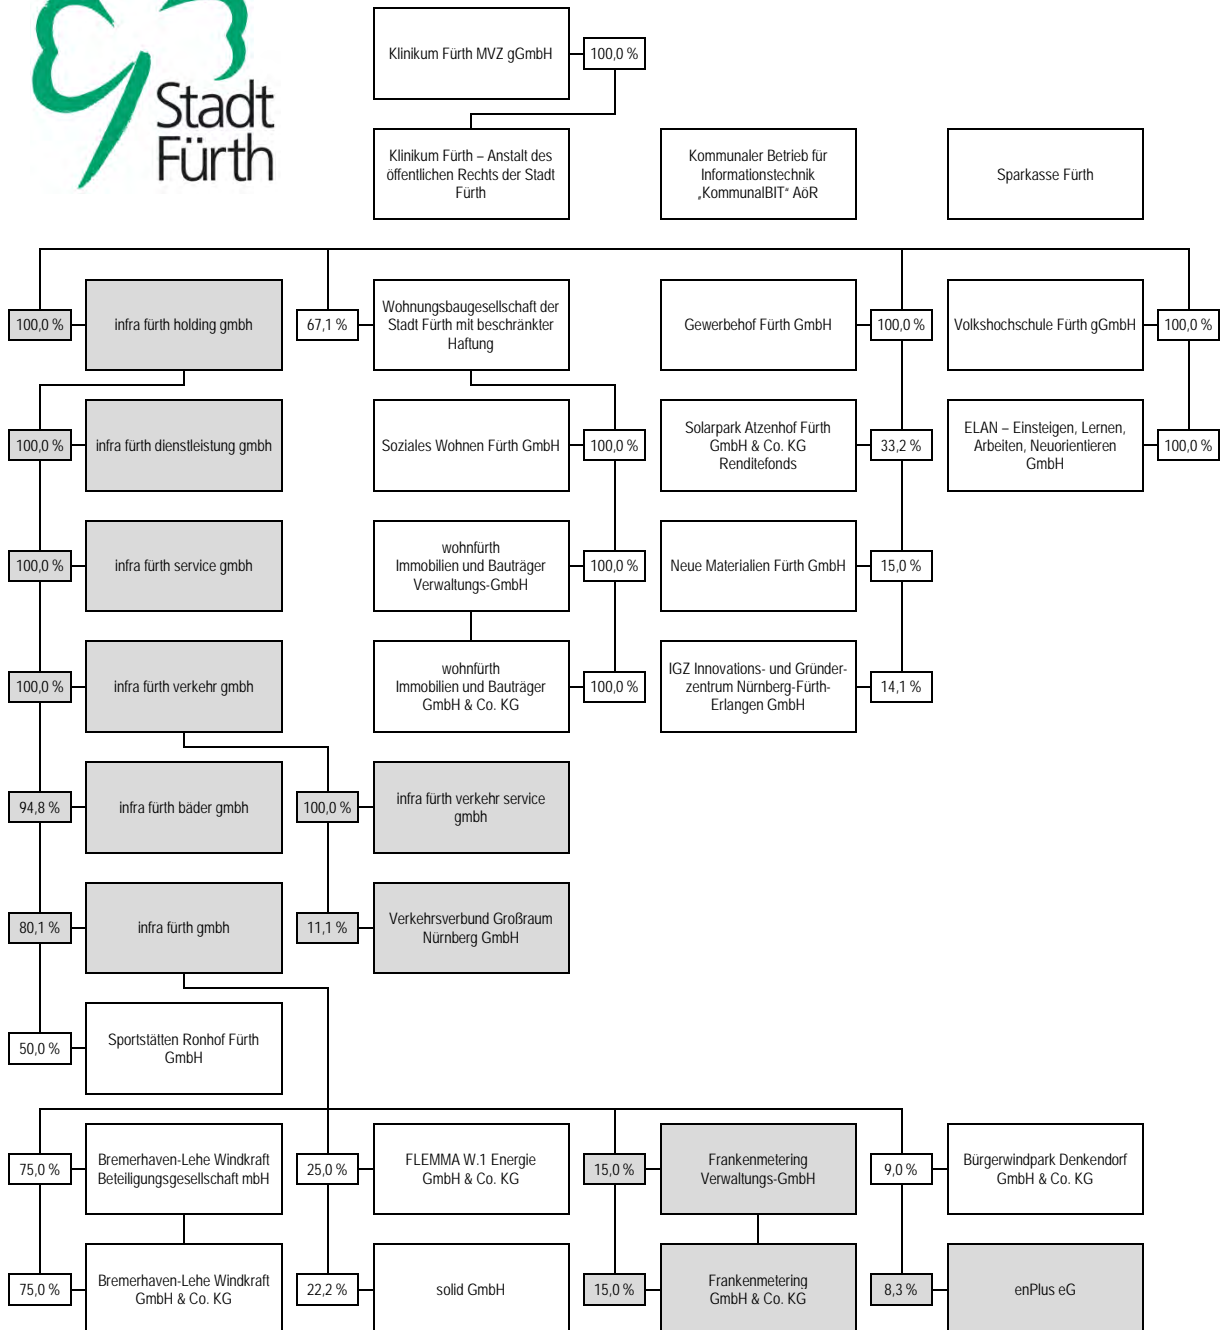 Stadt
Fürth
Klinikum Fürth MVZ gGmbH
100,0 %
Klinikum Fürth – Anstalt des
öffentlichen Rechts der Stadt
Fürth
Kommunaler Betrieb für
Informationstechnik
„KommunalBIT“ AöR
Sparkasse Fürth
100,0 %
infra fürth holding gmbh
67,1 %
Wohnungsbaugesellschaft der
Stadt Fürth mit beschränkter
Haftung
Gewerbehof Fürth GmbH
100,0 %
Volkshochschule Fürth gGmbH
100,0 %
100,0 %
infra fürth dienstleistung gmbh
Soziales Wohnen Fürth GmbH
100,0 %
Solarpark Atzenhof Fürth
GmbH & Co. KG
Renditefonds
33,2 %
ELAN – Einsteigen, Lernen,
Arbeiten, Neuorientieren
GmbH
100,0 %
100,0 %
infra fürth service gmbh
wohnfürth
Immobilien und Bauträger
Verwaltungs-GmbH
100,0 %
Neue Materialien Fürth GmbH
15,0 %
100,0 %
infra fürth verkehr gmbh
wohnfürth
Immobilien und Bauträger
GmbH & Co. KG
100,0 %
IGZ Innovations- und Gründer-
zentrum Nürnberg-Fürth-
Erlangen GmbH
14,1 %
94,8 %
infra fürth bäder gmbh
100,0 %
infra fürth verkehr service
gmbh
80,1 %
infra fürth gmbh
11,1 %
Verkehrsverbund Großraum
Nürnberg GmbH
50,0 %
Sportstätten Ronhof Fürth
GmbH
75,0 %
Bremerhaven-Lehe Windkraft
Beteiligungsgesellschaft mbH
25,0 %
FLEMMA W.1 Energie
GmbH & Co. KG
15,0 %
Frankenmetering
Verwaltungs-GmbH
9,0 %
Bürgerwindpark Denkendorf
GmbH & Co. KG
75,0 %
Bremerhaven-Lehe Windkraft
GmbH & Co. KG
22,2 %
solid GmbH
15,0 %
Frankenmetering
GmbH & Co. KG
8,3 %
enPlus eG